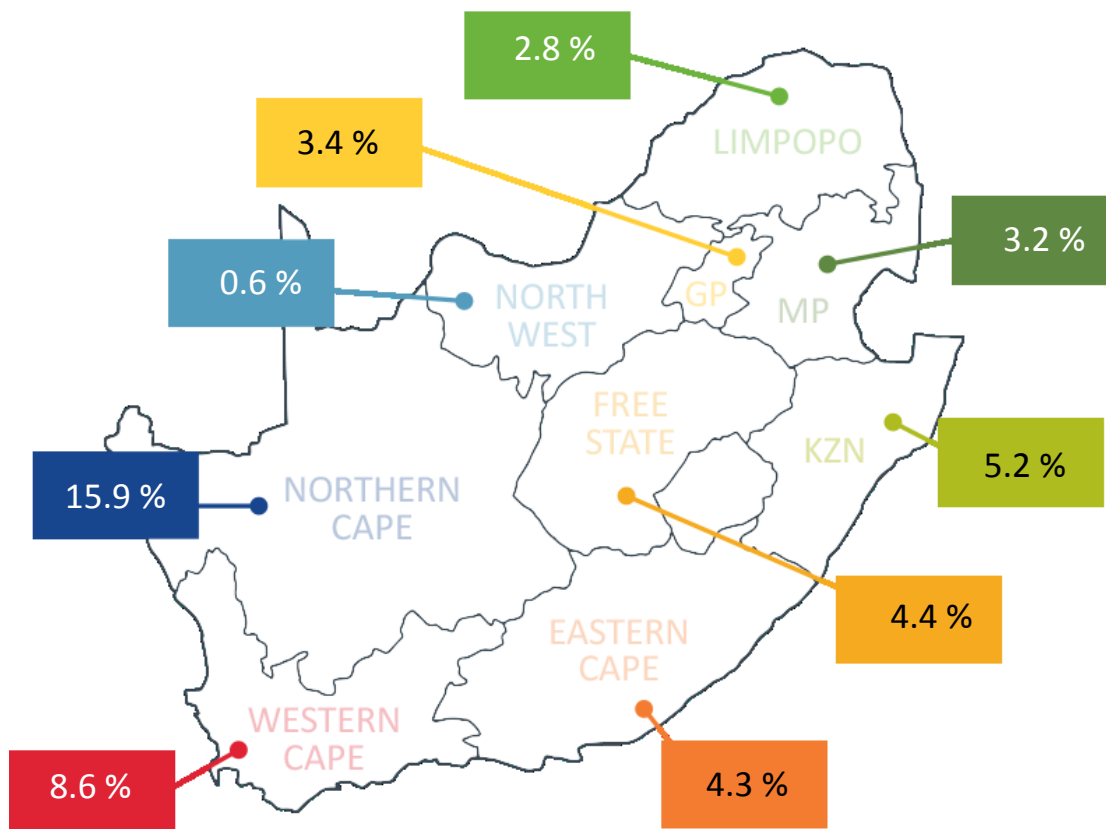 2.8 %
LIMPOPO
3.4 %
3.2 %
0.6 %
NORTH
WEST
GP
MP
FREE
STATE
KZN
5.2 %
15.9 %
NORTHERN
CAPE
4.4 %
EASTERN
CAPE
WESTERN
CAPE
8.6 %
4.3 %